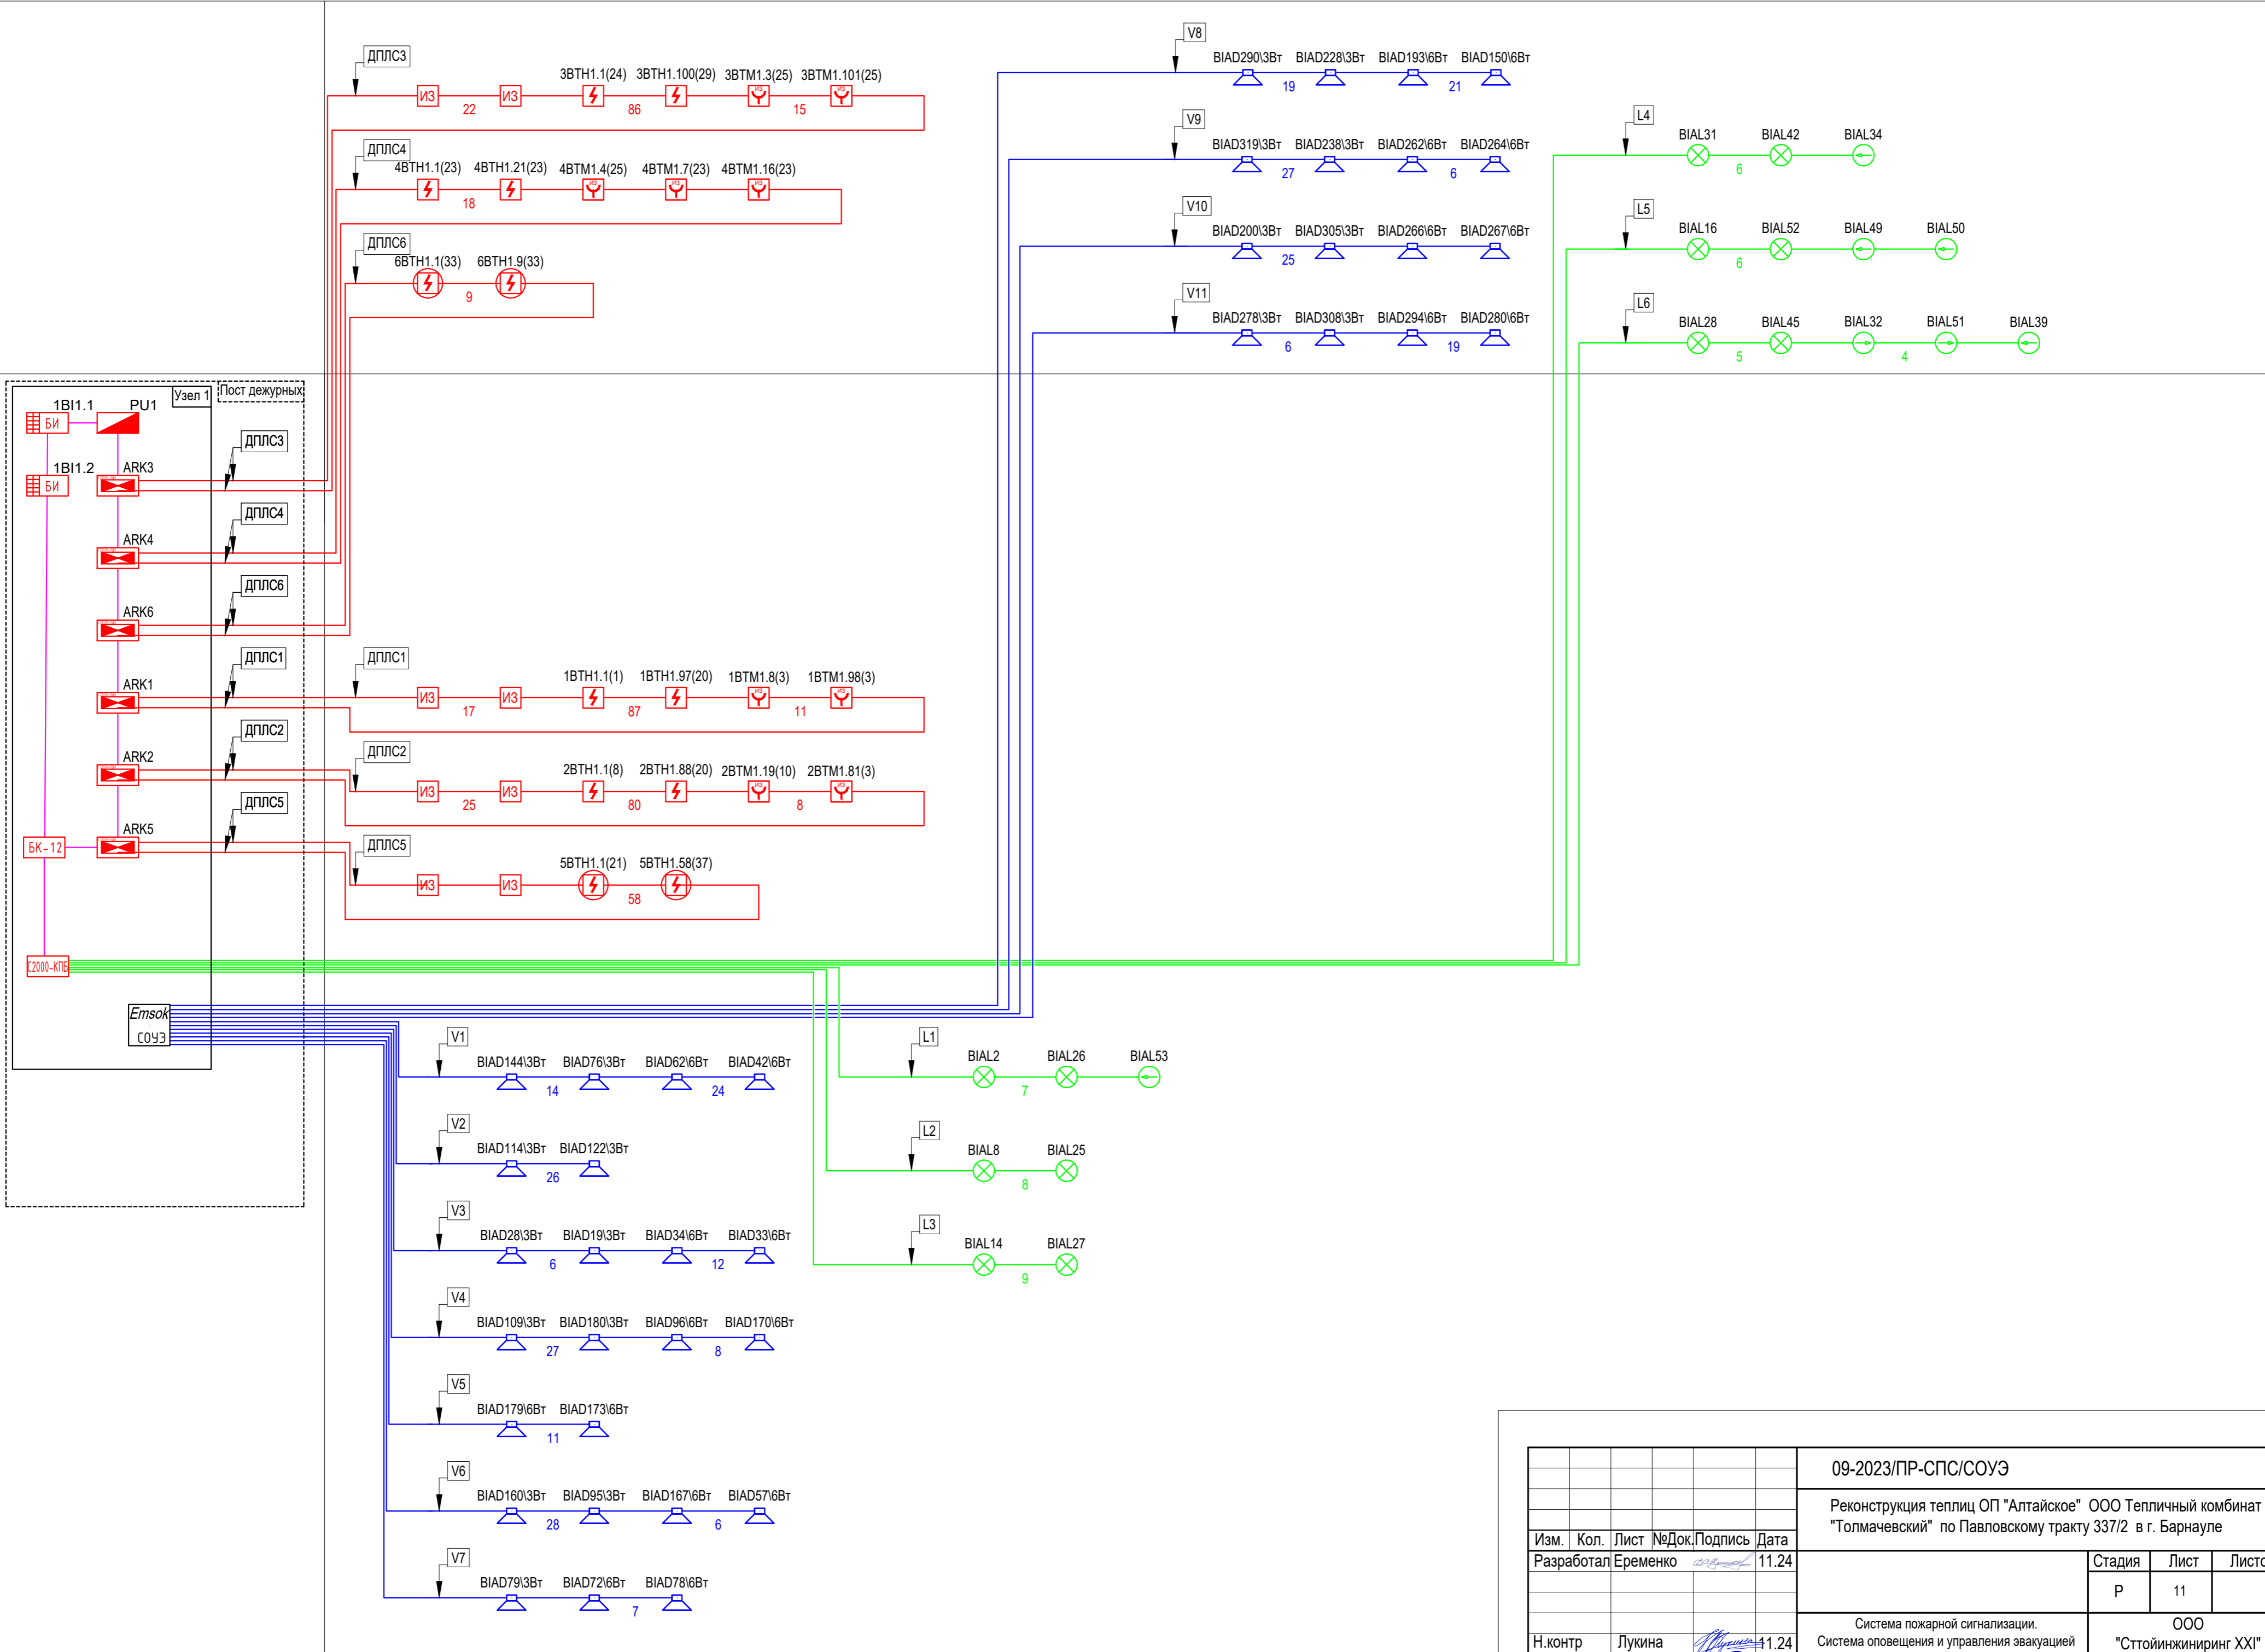 ДПЛС3
3ВТН1.1(24) 3ВТН1.100(29) 3ВТМ1.3(25) 3ВТМ1.101(25)
ИЗ ИЗ ИЗ ИЗ
22 86 15
ДПЛС4
4ВТН1.1(23) 4ВТН1.21(23) 4ВТМ1.4(25) 4ВТМ1.7(23) 4ВТМ1.16(23)
ИЗ ИЗ ИЗ
18
ДПЛС6
6ВТН1.1(33) 6ВТН1.9(33)
9
V8
BIAD290\3Вт BIAD228\3Вт BIAD193\6Вт BIAD150\6Вт
19 21
V9
BIAD319\3Вт BIAD238\3Вт BIAD262\6Вт BIAD264\6Вт
27 6
V10
BIAD200\3Вт BIAD305\3Вт BIAD266\6Вт BIAD267\6Вт
25
V11
BIAD278\3Вт BIAD308\3Вт BIAD294\6Вт BIAD280\6Вт
6 19
L4
BIAL31 BIAL42 BIAL34
6
L5
BIAL16 BIAL52 BIAL49 BIAL50
6
L6
BIAL28 BIAL45 BIAL32 BIAL51 BIAL39
5 4
Узел 1
Пост дежурных
1BI1.1 PU1
БИ
1BI1.2 ARK3
БИ
ДПЛС3
ARK4
ДПЛС4
ARK6
ДПЛС6
ARK1
ДПЛС1
ARK2
ДПЛС2
ARK5
ДПЛС5
БК-12
С2000-КПБ
Emsok
СОУЭ
ДПЛС1
1ВТН1.1(1) 1ВТН1.97(20) 1ВТМ1.8(3) 1ВТМ1.98(3)
ИЗ ИЗ ИЗ ИЗ
17 87 11
ДПЛС2
2ВТН1.1(8) 2ВТН1.88(20) 2ВТМ1.19(10) 2ВТМ1.81(3)
ИЗ ИЗ ИЗ ИЗ
25 80 8
ДПЛС5
5ВТН1.1(21) 5ВТН1.58(37)
ИЗ ИЗ
58
V1
BIAD144\3Вт BIAD76\3Вт BIAD62\6Вт BIAD42\6Вт
14 24
V2
BIAD114\3Вт BIAD122\3Вт
26
V3
BIAD28\3Вт BIAD19\3Вт BIAD34\6Вт BIAD33\6Вт
6 12
V4
BIAD109\3Вт BIAD180\3Вт BIAD96\6Вт BIAD170\6Вт
27 8
V5
BIAD179\6Вт BIAD173\6Вт
11
V6
BIAD160\3Вт BIAD95\3Вт BIAD167\6Вт BIAD57\6Вт
28 6
V7
BIAD79\3Вт BIAD72\6Вт BIAD78\6Вт
7
L1
BIAL2 BIAL26 BIAL53
7
L2
BIAL8 BIAL25
8
L3
BIAL14 BIAL27
9
09-2023/ПР-СПС/СОУЭ
Реконструкция теплиц ОП "Алтайское" ООО Тепличный комбинат
"Толмачевский" по Павловскому тракту 337/2 в г. Барнауле
Изм. Кол. Лист №Док. Подпись Дата
Разработал Еременко 11.24
Стадия Лист
Р 11
Н.контр Лукина 11.24
Система пожарной сигнализации.
Система оповещения и управления эвакуацией
ООО
"Сттойинжиниринг XXI"